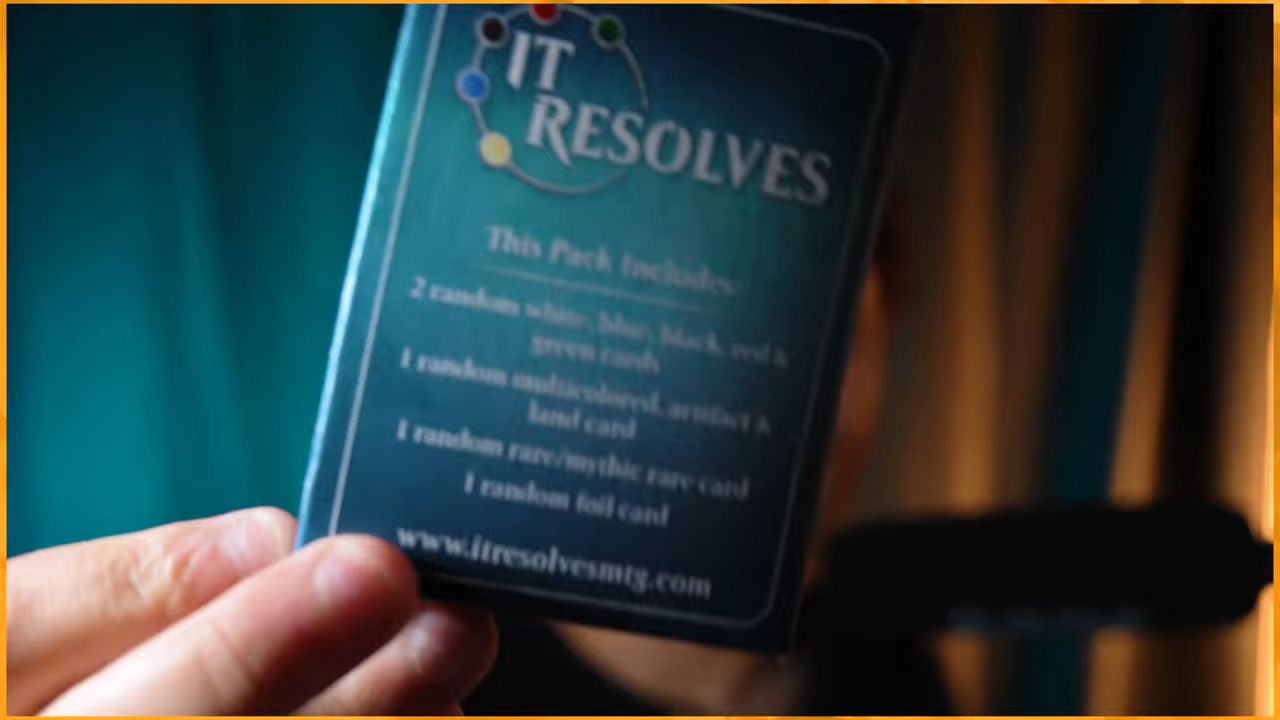 IT
RESOLVES
This Pack Includes:
2 random white, blue, black, red &
green cards
1 random multicolored, artifact &
land card
1 random rare/mythic rare card
1 random foil card
www.itresolvesmtg.com